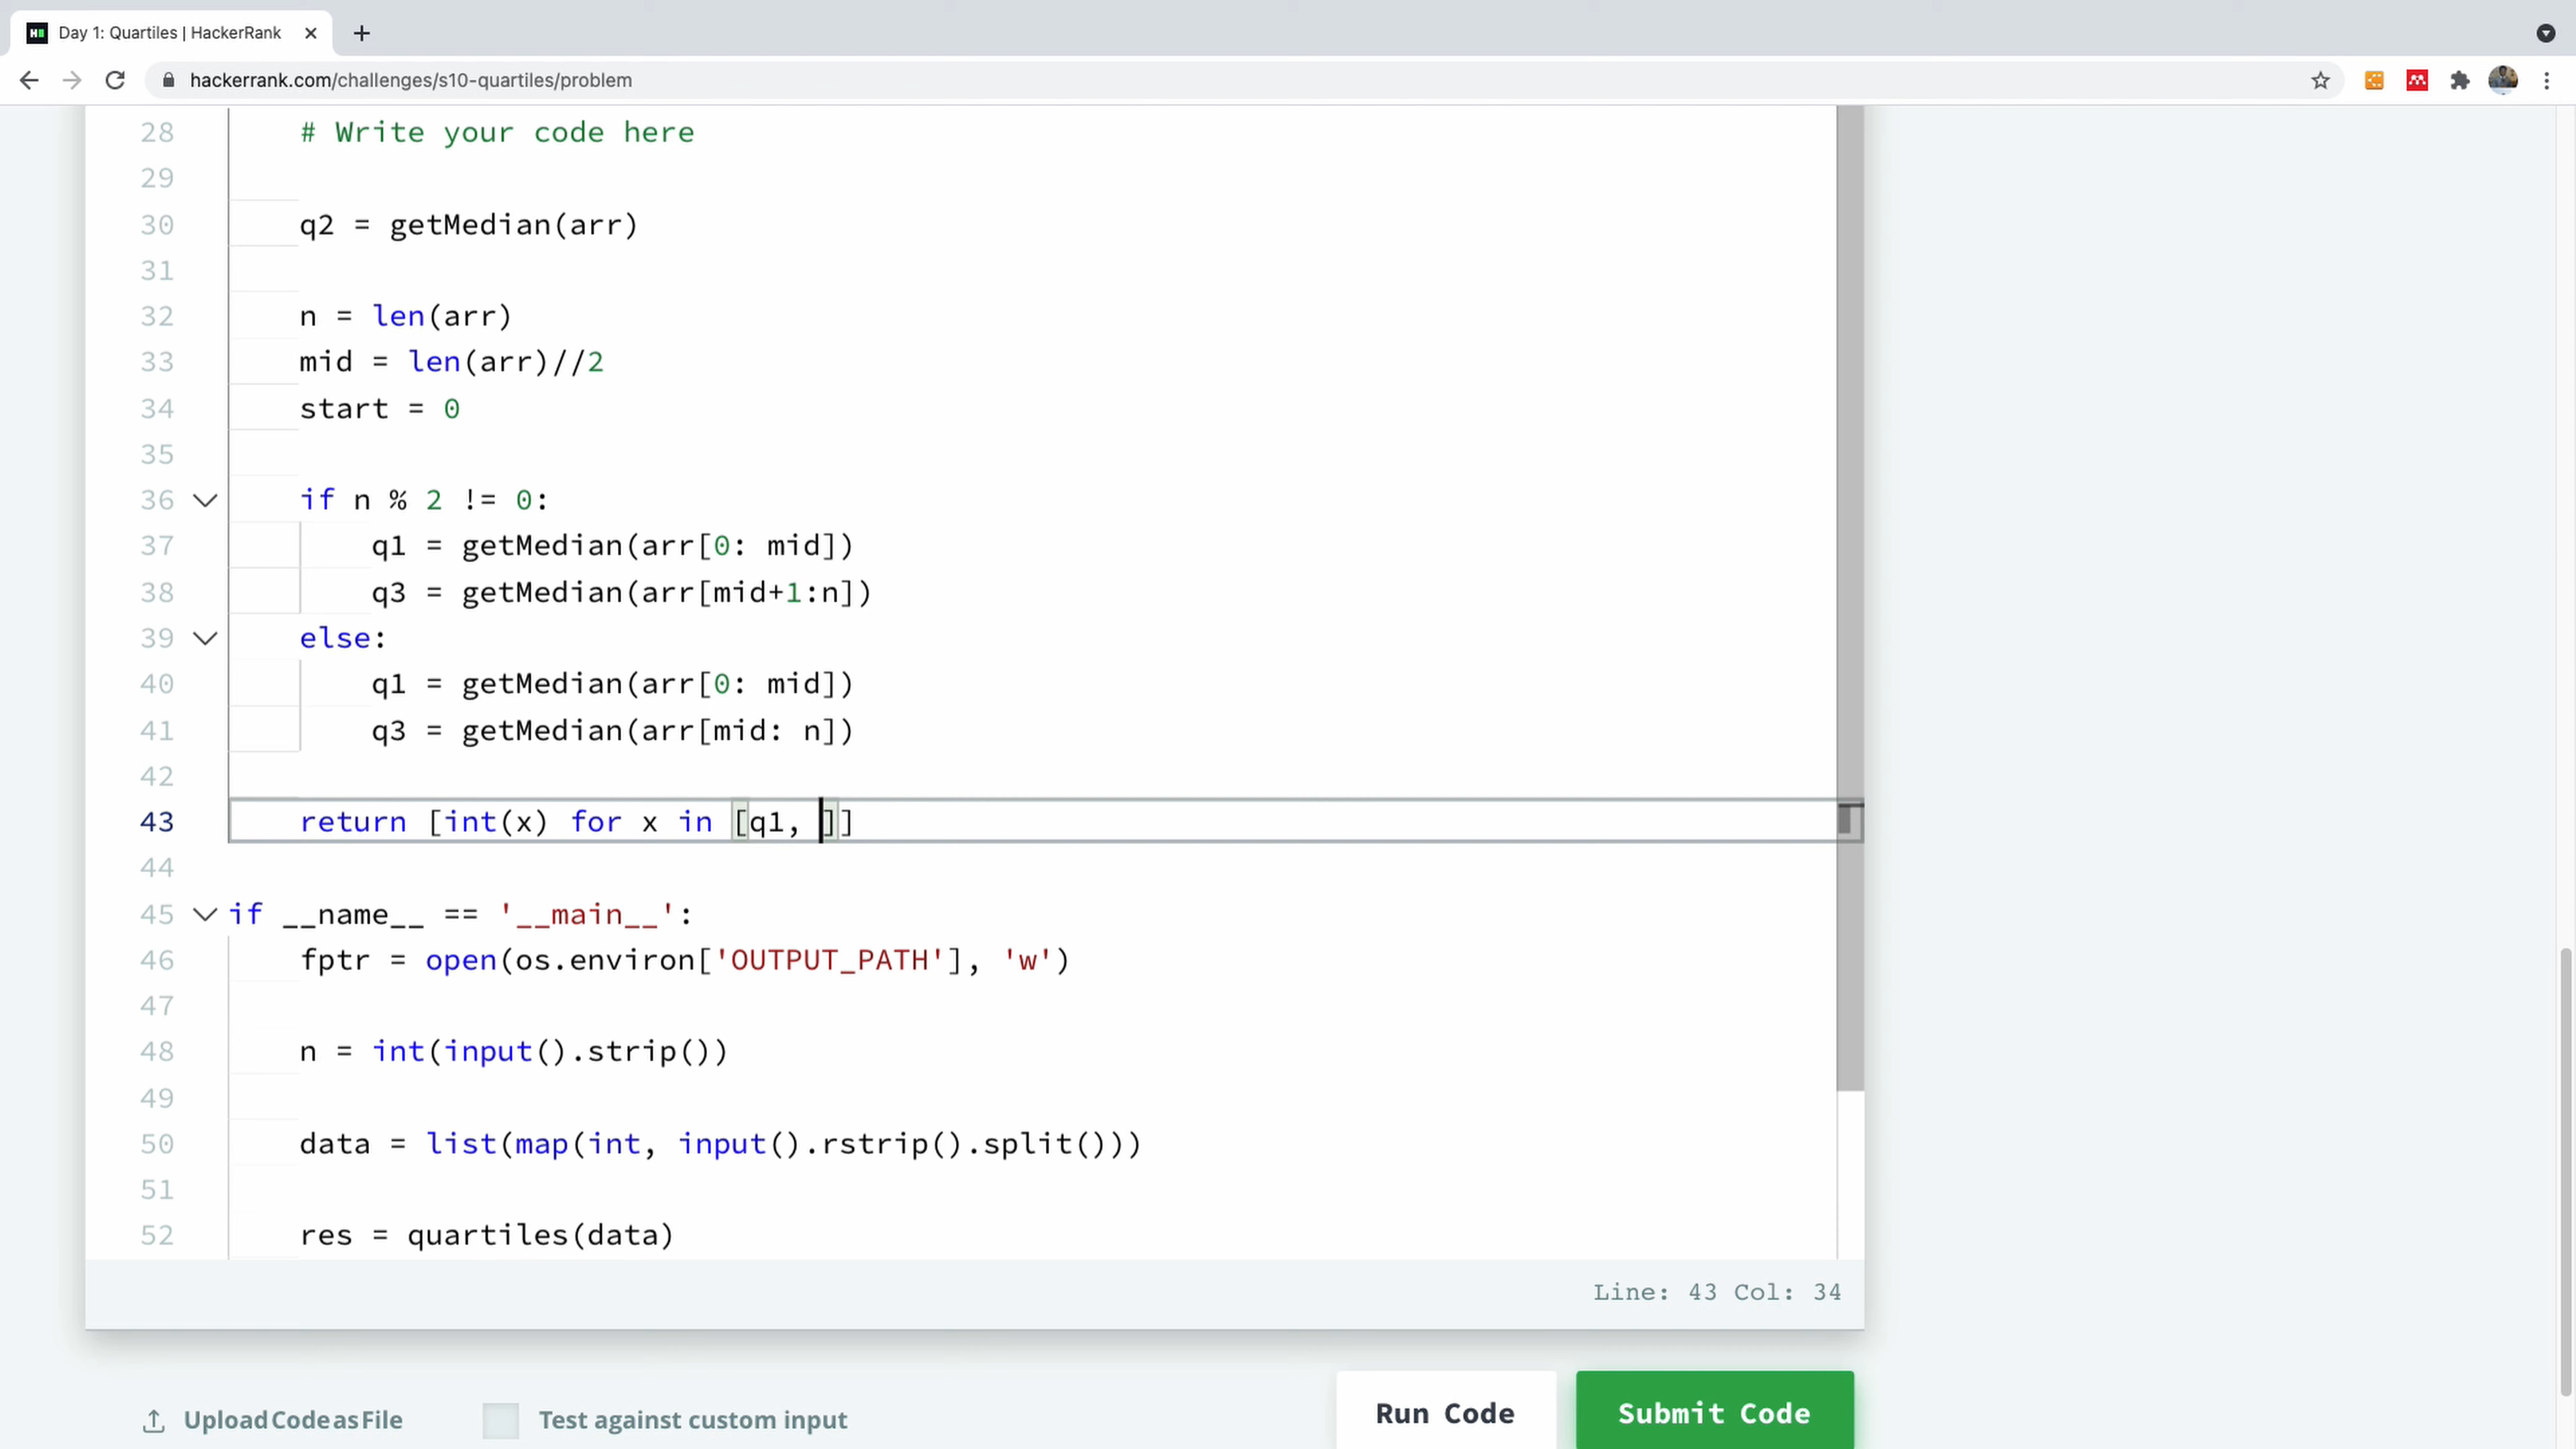 Day 1: Quartiles | HackerRank
hackerrank.com/challenges/s10-quartiles/problem
28 # Write your code here
29
30 q2 = getMedian(arr)
31
32 n = len(arr)
33 mid = len(arr)//2
34 start = 0
35
36 if n % 2 != 0:
37 q1 = getMedian(arr[0: mid])
38 q3 = getMedian(arr[mid+1:n])
39 else:
40 q1 = getMedian(arr[0: mid])
41 q3 = getMedian(arr[mid: n])
42
43 return [int(x) for x in [q1, ]]
44
45 if __name__ == '__main__':
46 fptr = open(os.environ['OUTPUT_PATH'], 'w')
47
48 n = int(input().strip())
49
50 data = list(map(int, input().rstrip().split()))
51
52 res = quartiles(data)
Line: 43 Col: 34
Upload Code as File
Test against custom input
Run Code
Submit Code